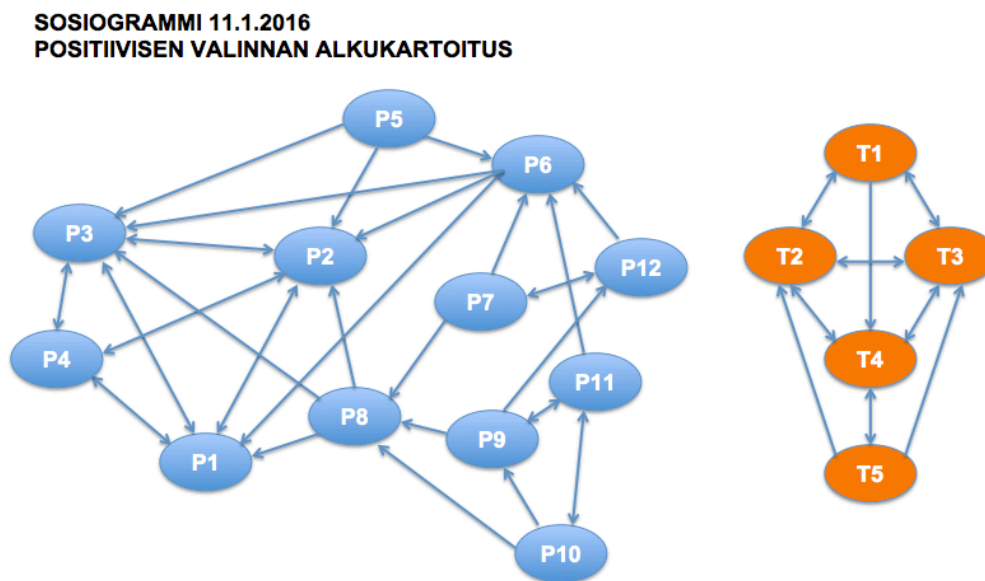 SOSIOGRAMMI 11.1.2016
POSITIIVISEN VALINNAN ALKUKARTOITUS
P5
P6
T1
P3
P2
P12
T2
T3
P7
P4
T4
P11
P8
P9
P1
T5
P10